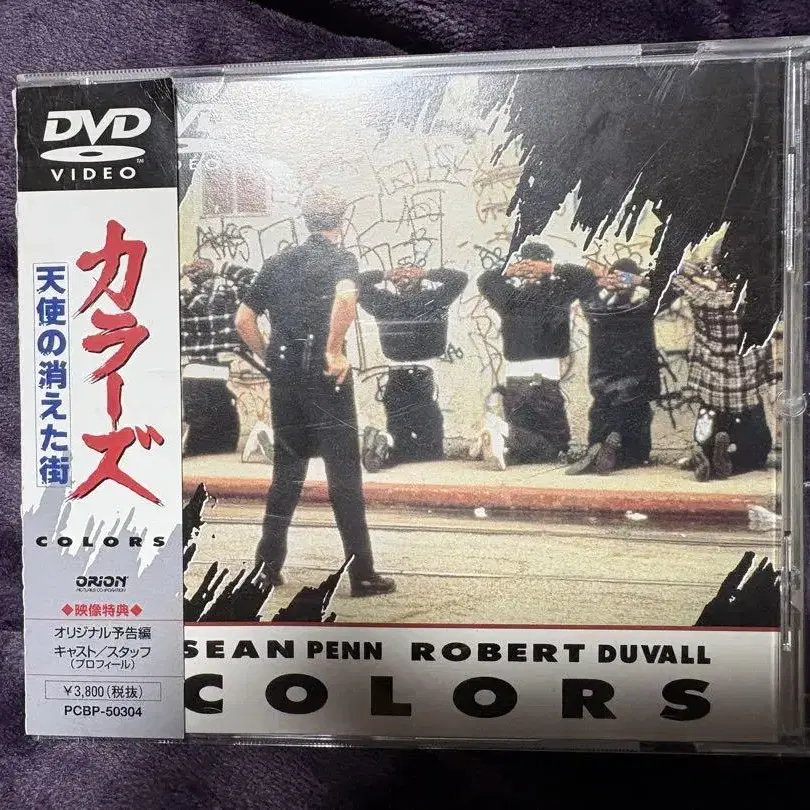 DVD
VIDEO
カラーズ
天使の消えた街
COLORS
ORION
PICTURES CORPORATION
◆映像特典◆
オリジナル予告編
キャスト/スタッフ
(プロフィール)
¥3,800(税抜)
PCBP-50304
SEAN PENN ROBERT DUVALL
COLORS